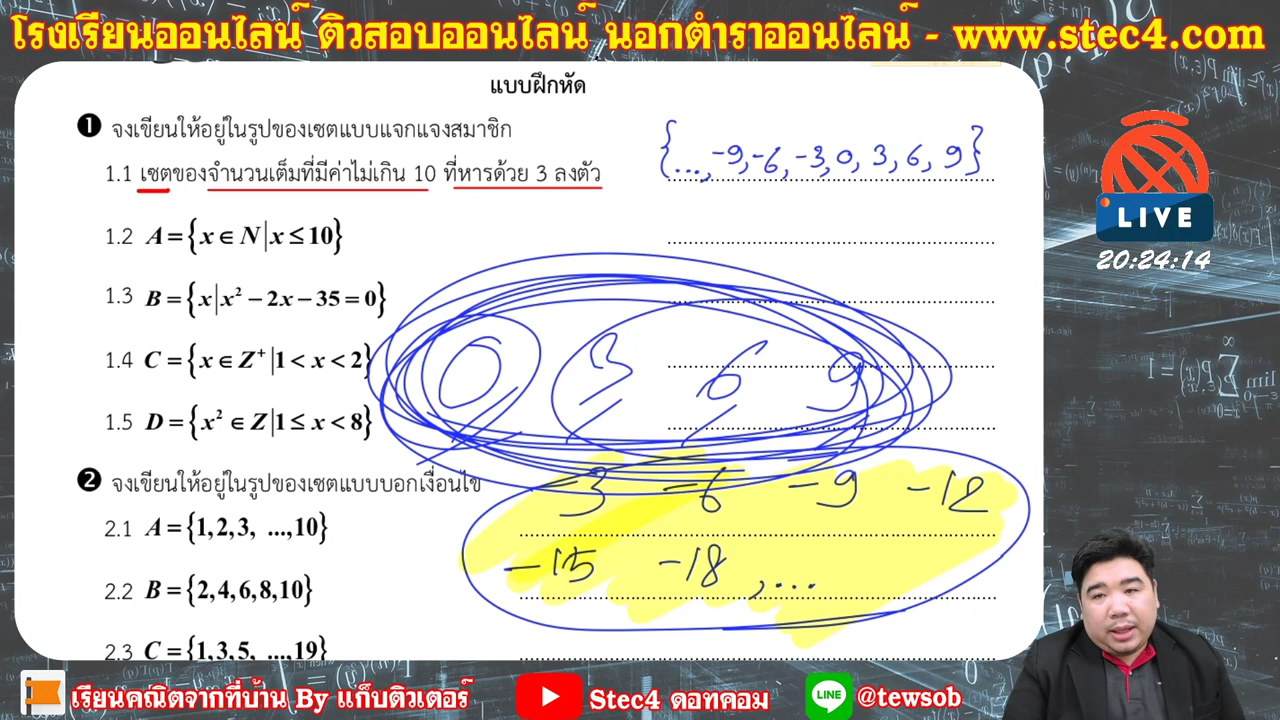 โรงเรียนออนไลน์ ติวสอบออนไลน์ นอกตำราออนไลน์ - www.stec4.com
แบบฝึกหัด
❶ จงเขียนให้อยู่ในรูปของเซตแบบแจกแจงสมาชิก
1.1 เซตของจำนวนเต็มที่มีค่าไม่เกิน 10 ที่หารด้วย 3 ลงตัว {..., -9, -6, -3, 0, 3, 6, 9}
1.2 A = {x ∈ N | x ≤ 10}
1.3 B = {x | x² − 2x − 35 = 0}
1.4 C = {x ∈ Z⁺ | 1 < x < 2}
0 3 6 9
1.5 D = {x² ∈ Z | 1 ≤ x < 8}
❷ จงเขียนให้อยู่ในรูปของเซตแบบบอกเงื่อนไข
-3 -6 -9 -12
2.1 A = {1, 2, 3, ..., 10}
-15 -18 , ...
2.2 B = {2, 4, 6, 8, 10}
2.3 C = {1, 3, 5, ..., 19}
LIVE
20:24:14
เรียนคณิตจากที่บ้าน By แก็บติวเตอร์
Stec4 ดอทคอม
LINE @tewsob